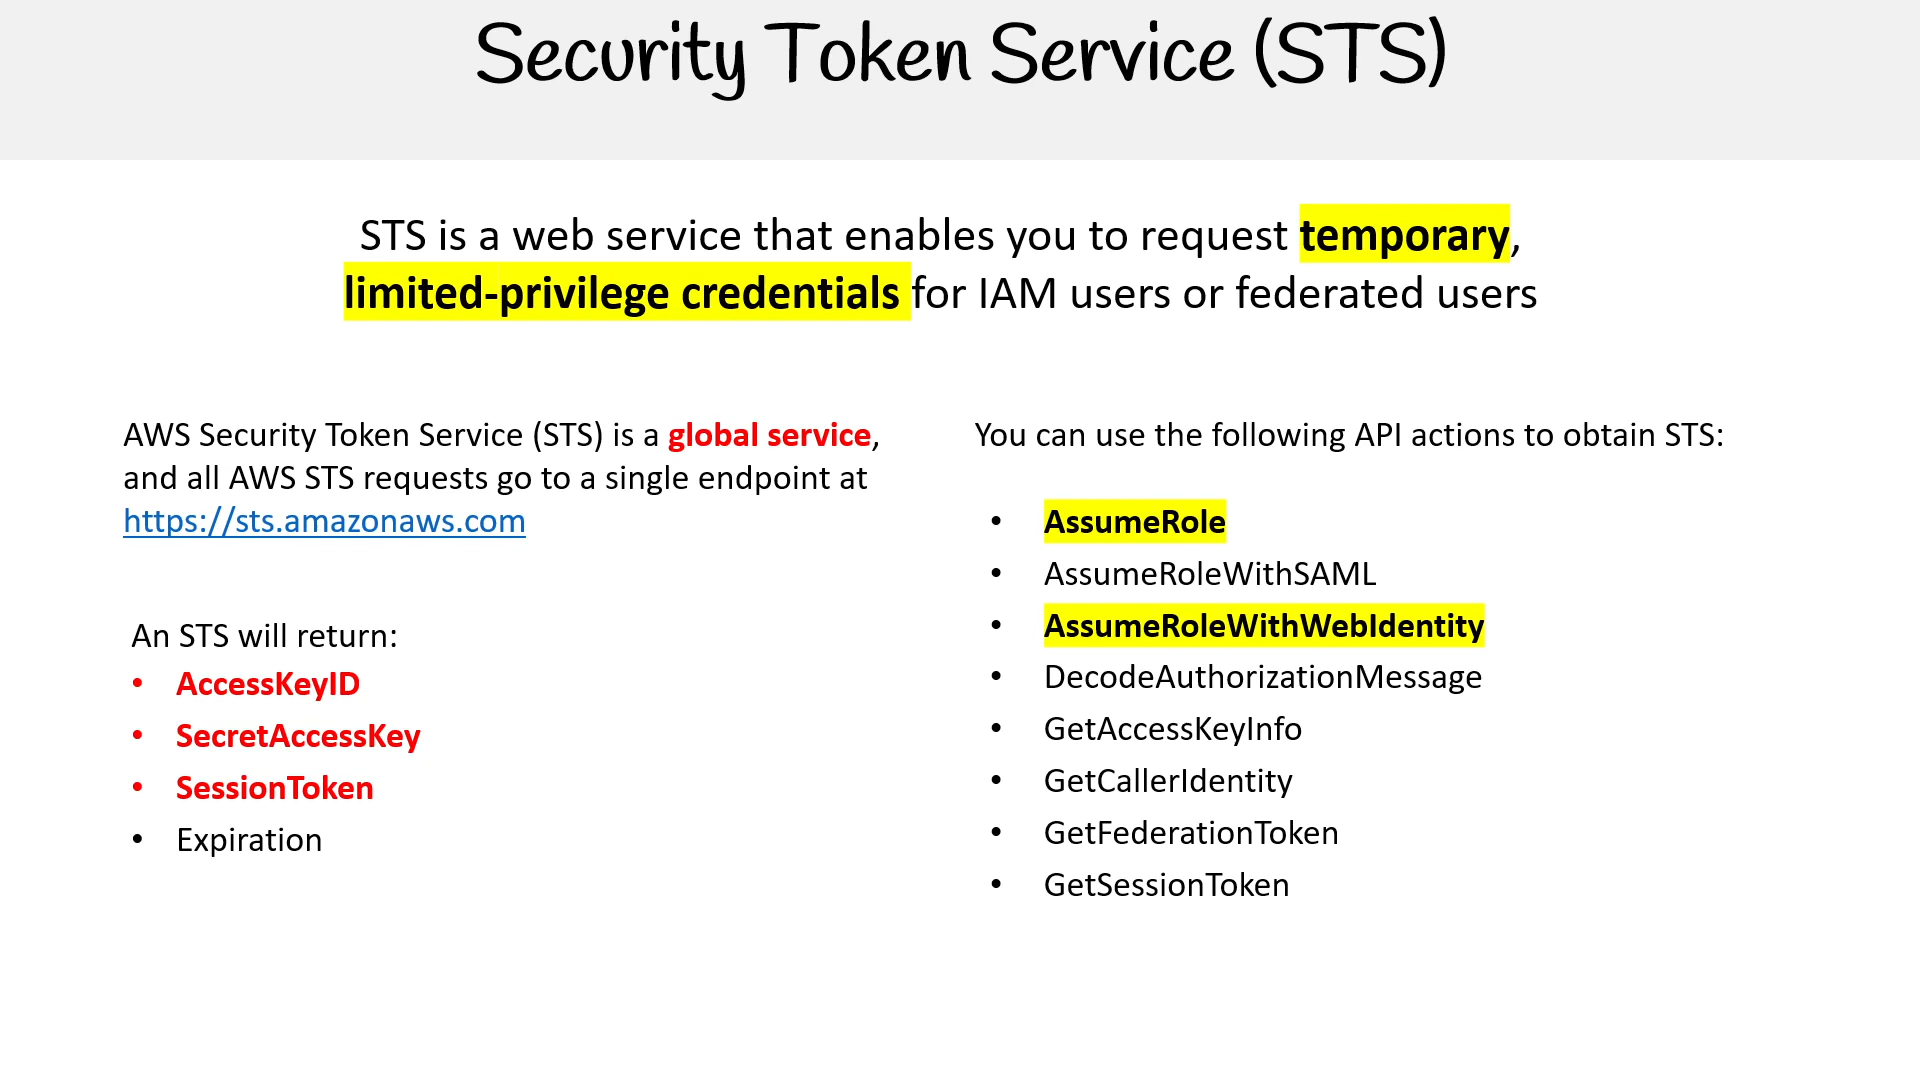 Security Token Service (STS)
STS is a web service that enables you to request temporary,
limited-privilege credentials for IAM users or federated users
AWS Security Token Service (STS) is a global service,
and all AWS STS requests go to a single endpoint at
https://sts.amazonaws.com
An STS will return:
• AccessKeyID
• SecretAccessKey
• SessionToken
• Expiration
You can use the following API actions to obtain STS:
• AssumeRole
• AssumeRoleWithSAML
• AssumeRoleWithWebIdentity
• DecodeAuthorizationMessage
• GetAccessKeyInfo
• GetCallerIdentity
• GetFederationToken
• GetSessionToken